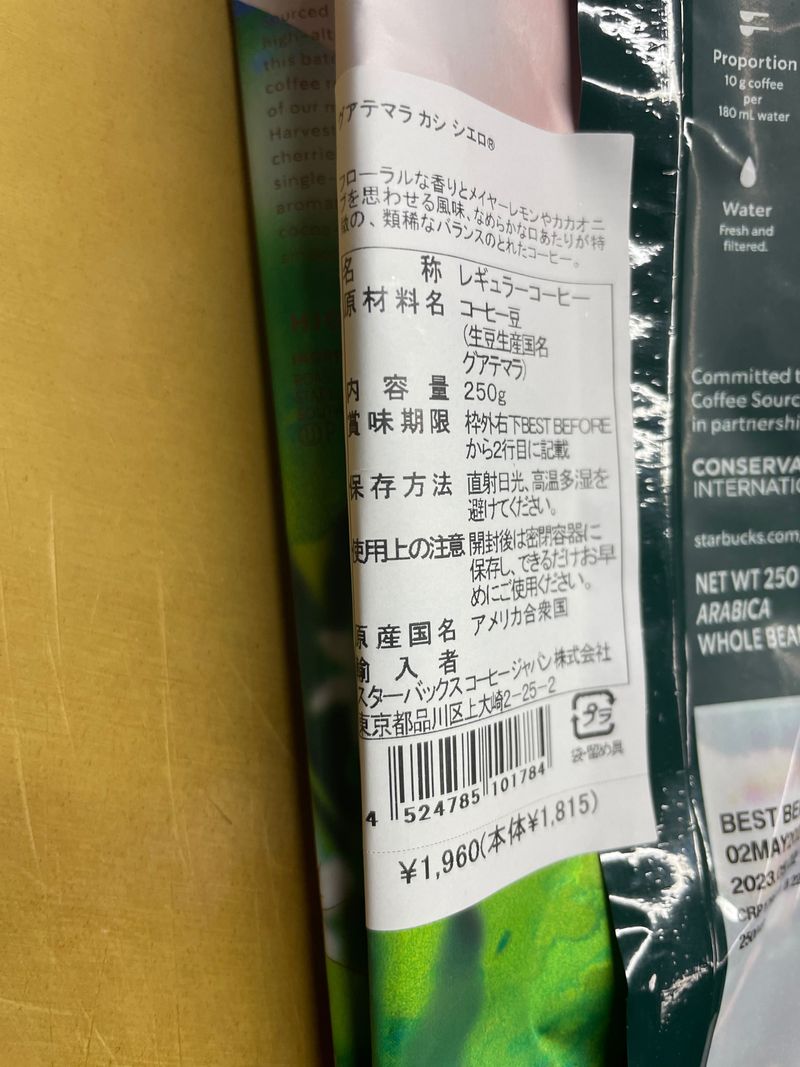 ourced
high-alt
this bat
coffee r
of our
Harves
cherrie
single-
aroma
cocoa
グアテマラ カシ シエロ®
フローラルな香りとメイヤーレモンやカカオニ
ブを思わせる風味、なめらかな口あたりが特
徴の、類稀なバランスのとれたコーヒー。
名称 レギュラーコーヒー
原材料名 コーヒー豆
(生豆生産国名
グアテマラ)
内容量 250g
賞味期限 枠外右下BEST BEFORE
から2行目に記載
保存方法 直射日光、高温多湿を
避けてください。
使用上の注意 開封後は密閉容器に
保存し、できるだけお早
めにご使用ください。
原産国名 アメリカ合衆国
輸入者
スターバックス コーヒー ジャパン 株式会社
東京都品川区上大崎2-25-2
プラ
袋・留め具
4 524785 101784
¥1,960(本体¥1,815)
Proportion
10 g coffee
per
180 mL water
Water
Fresh and
filtered.
Committed t
Coffee Sourc
in partnershi
CONSERVA
INTERNATIO
starbucks.com
NET WT 250
ARABICA
WHOLE BEA
BEST BE
02MAY
2023
CRP
250